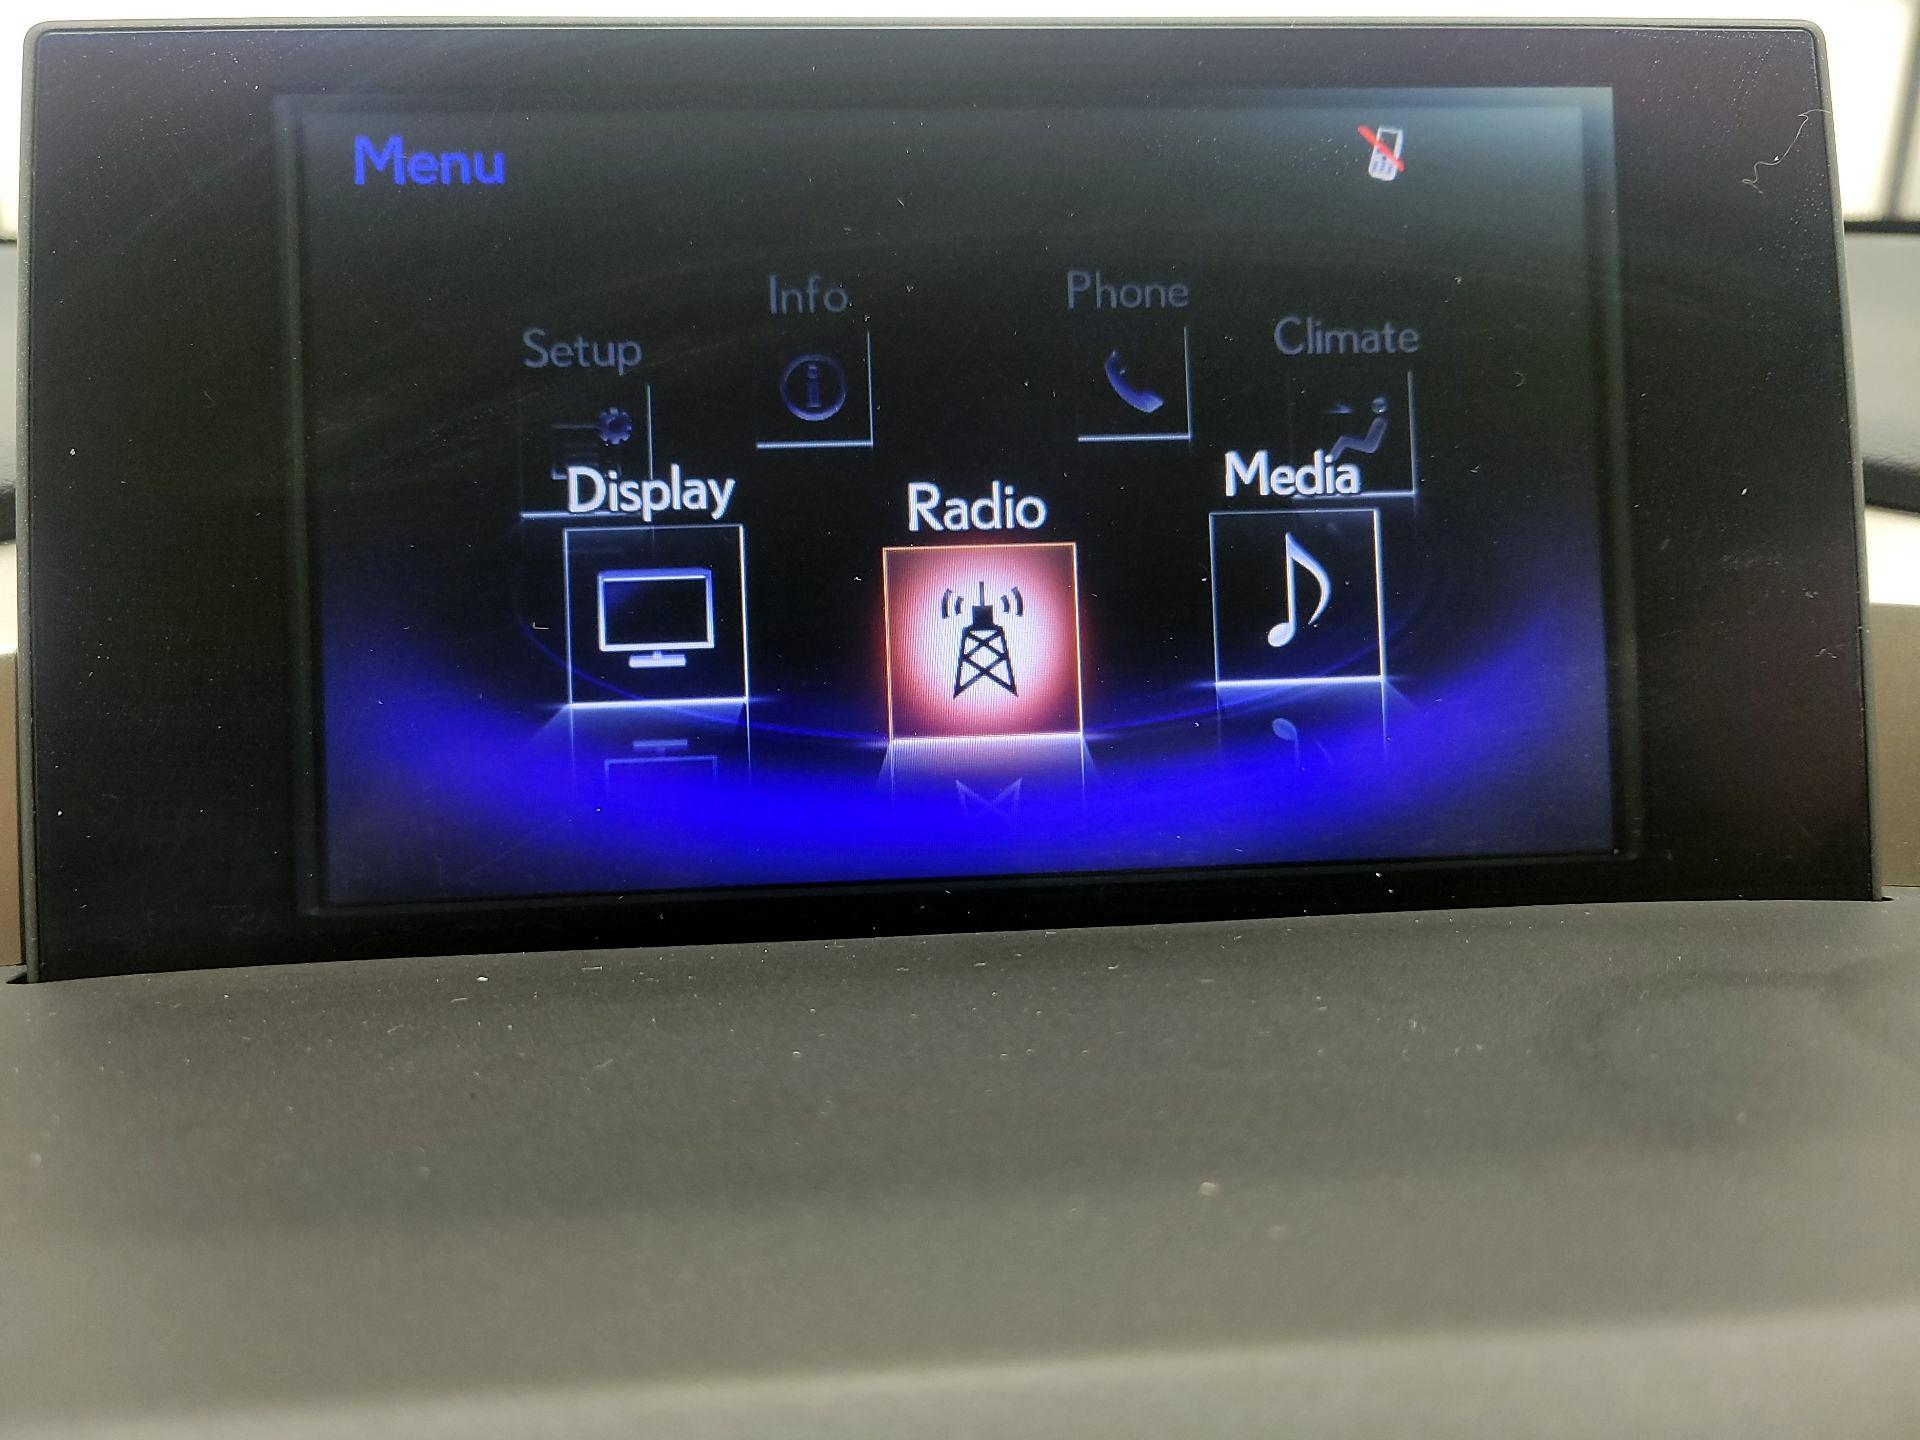 Menu
Info
Phone
Setup
Climate
Display
Radio
Media